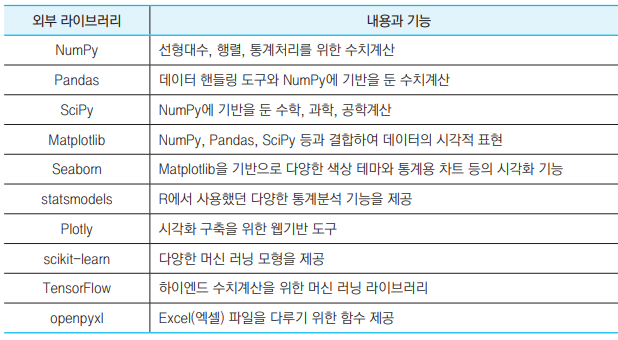 외부 라이브러리 내용과 기능
NumPy 선형대수, 행렬, 통계처리를 위한 수치계산
Pandas 데이터 핸들링 도구와 NumPy에 기반을 둔 수치계산
SciPy NumPy에 기반을 둔 수학, 과학, 공학계산
Matplotlib NumPy, Pandas, SciPy 등과 결합하여 데이터의 시각적 표현
Seaborn Matplotlib을 기반으로 다양한 색상 테마와 통계용 차트 등의 시각화 기능
statsmodels R에서 사용했던 다양한 통계분석 기능을 제공
Plotly 시각화 구축을 위한 웹기반 도구
scikit-learn 다양한 머신 러닝 모형을 제공
TensorFlow 하이엔드 수치계산을 위한 머신 러닝 라이브러리
openpyxl Excel(엑셀) 파일을 다루기 위한 함수 제공